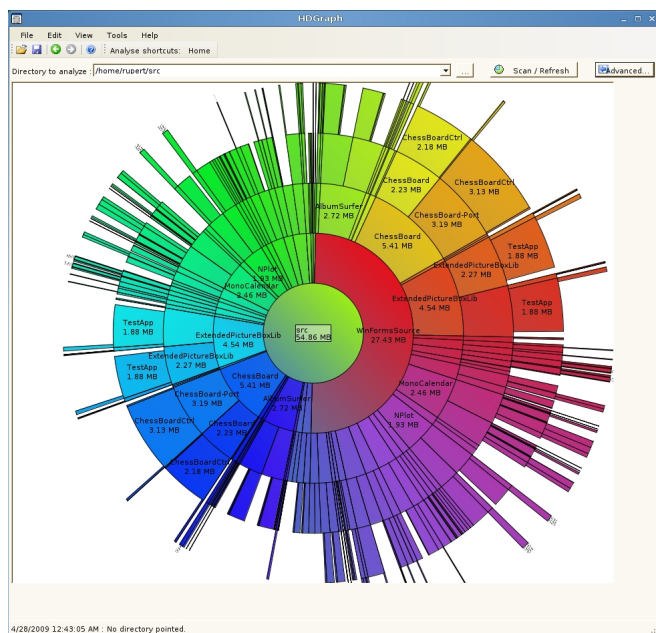 HDGraph
File Edit View Tools Help
Analyse shortcuts: Home
Directory to analyze : /home/rupert/src ... Scan / Refresh Advanced...
ChessBoardCtrl
2.18 MB
ChessBoard
2.23 MB
ChessBoardCtrl
3.13 MB
AlbumSurfer
2.72 MB
ChessBoard-Port
3.19 MB
ChessBoard
5.41 MB
TestApp
1.88 MB
ExtendedPictureBoxLib
2.27 MB
NPlot
1.93 MB
MonoCalendar
2.46 MB
ExtendedPictureBoxLib
4.54 MB
TestApp
1.88 MB
TestApp
1.88 MB
ExtendedPictureBoxLib
4.54 MB
src
54.86 MB
WinFormsSource
27.43 MB
ExtendedPictureBoxLib
2.27 MB
TestApp
1.88 MB
ChessBoard
5.41 MB
MonoCalendar
2.46 MB
ChessBoard-Port
3.19 MB
AlbumSurfer
2.72 MB
NPlot
1.93 MB
ChessBoardCtrl
3.13 MB
ChessBoard
2.23 MB
ChessBoardCtrl
2.18 MB
4/28/2009 12:43:05 AM : No directory pointed.